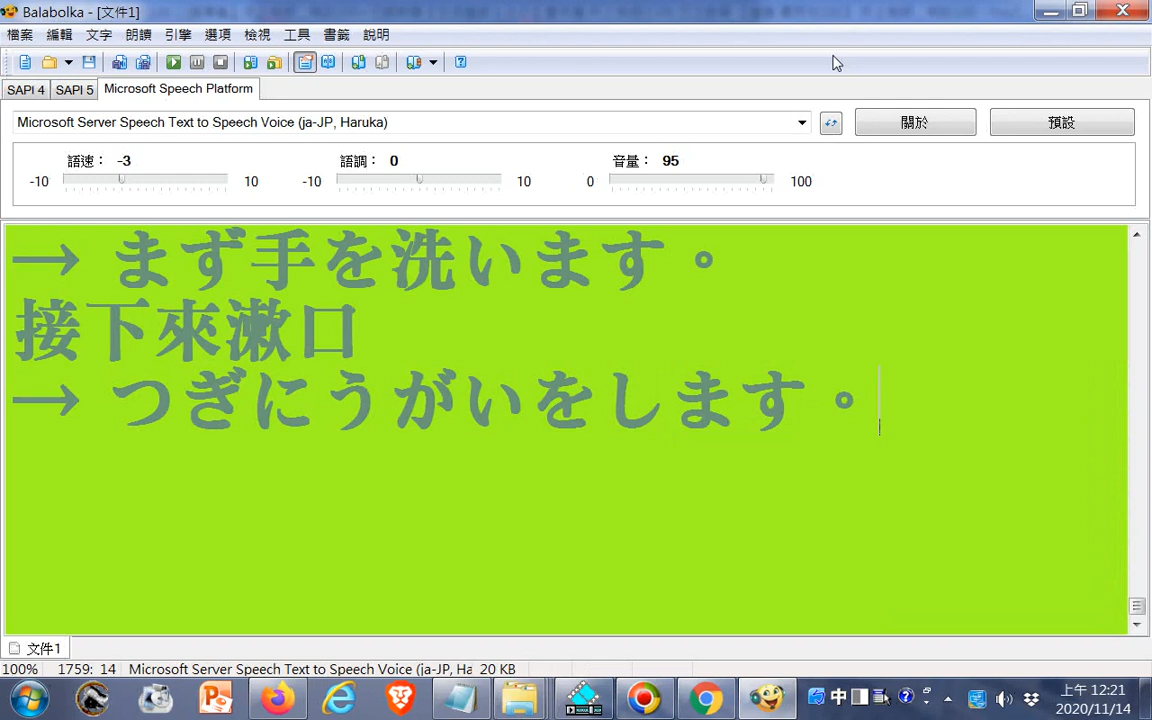 Balabolka - [文件1]
檔案 編輯 文字 朗讀 引擎 選項 檢視 工具 書籤 說明
SAPI 4 SAPI 5 Microsoft Speech Platform
Microsoft Server Speech Text to Speech Voice (ja-JP, Haruka) 關於 預設
語速： -3 語調： 0 音量： 95
-10 10 -10 10 0 100
→ まず手を洗います。
接下來漱口
→ つぎにうがいをします。
文件1
100% 1759: 14 Microsoft Server Speech Text to Speech Voice (ja-JP, Ha 20 KB
中 上午 12:21
2020/11/14